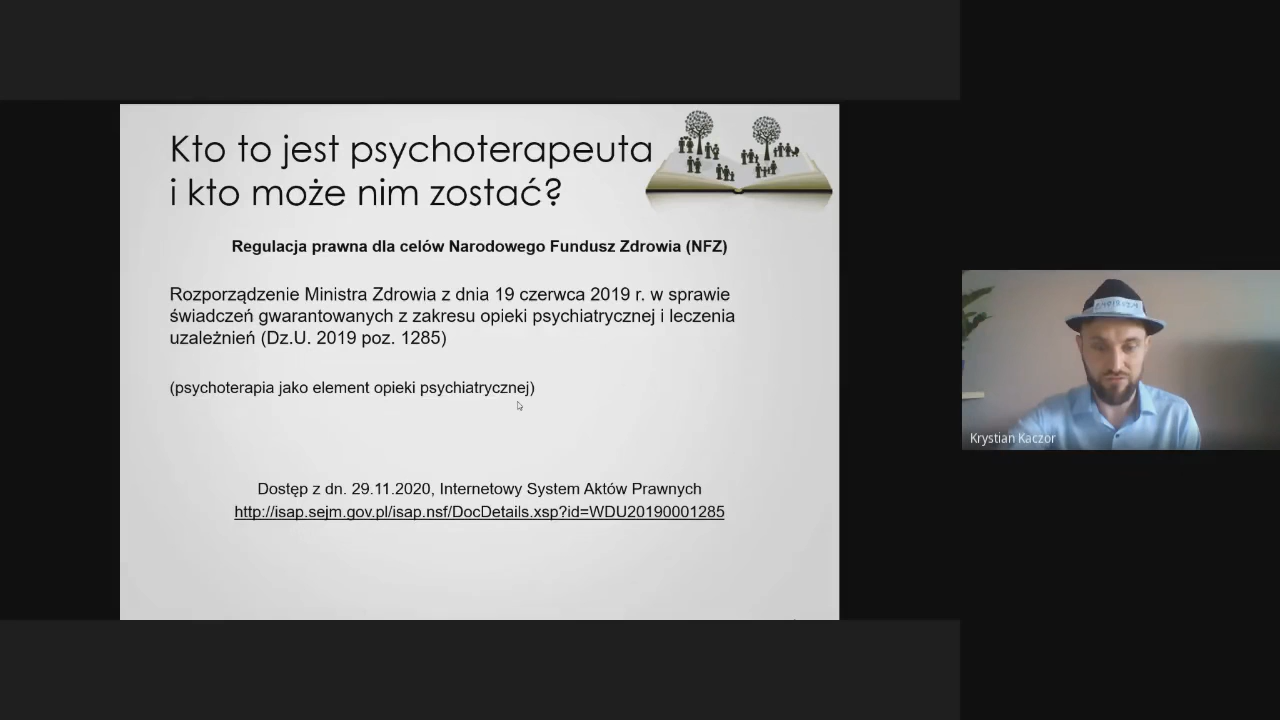 Kto to jest psychoterapeuta
i kto może nim zostać?
Regulacja prawna dla celów Narodowego Fundusz Zdrowia (NFZ)
Rozporządzenie Ministra Zdrowia z dnia 19 czerwca 2019 r. w sprawie
świadczeń gwarantowanych z zakresu opieki psychiatrycznej i leczenia
uzależnień (Dz.U. 2019 poz. 1285)
(psychoterapia jako element opieki psychiatrycznej)
Dostęp z dn. 29.11.2020, Internetowy System Aktów Prawnych
http://isap.sejm.gov.pl/isap.nsf/DocDetails.xsp?id=WDU20190001285
Krystian Kaczor